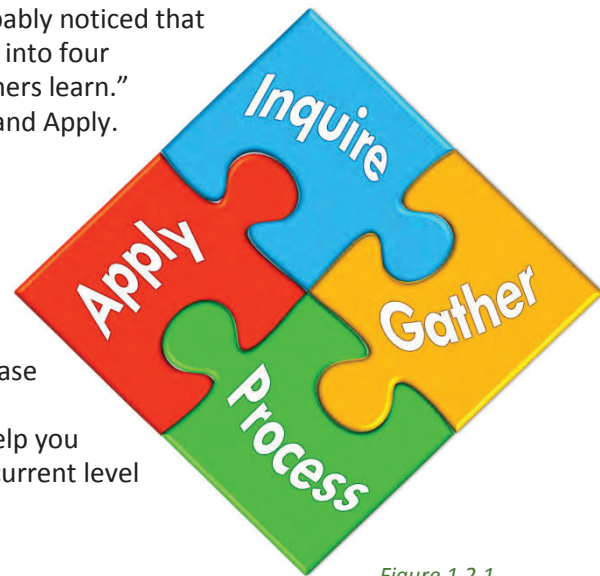 pably noticed that
into four
ners learn.”
and Apply.
Inquire
Apply
Gather
ase
Process
elp you
current level
Figure 1.2.1